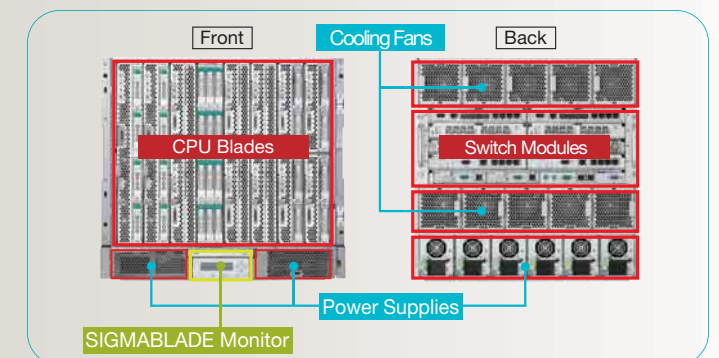 Front
Cooling Fans
Back
CPU Blades
Switch Modules
Power Supplies
SIGMABLADE Monitor